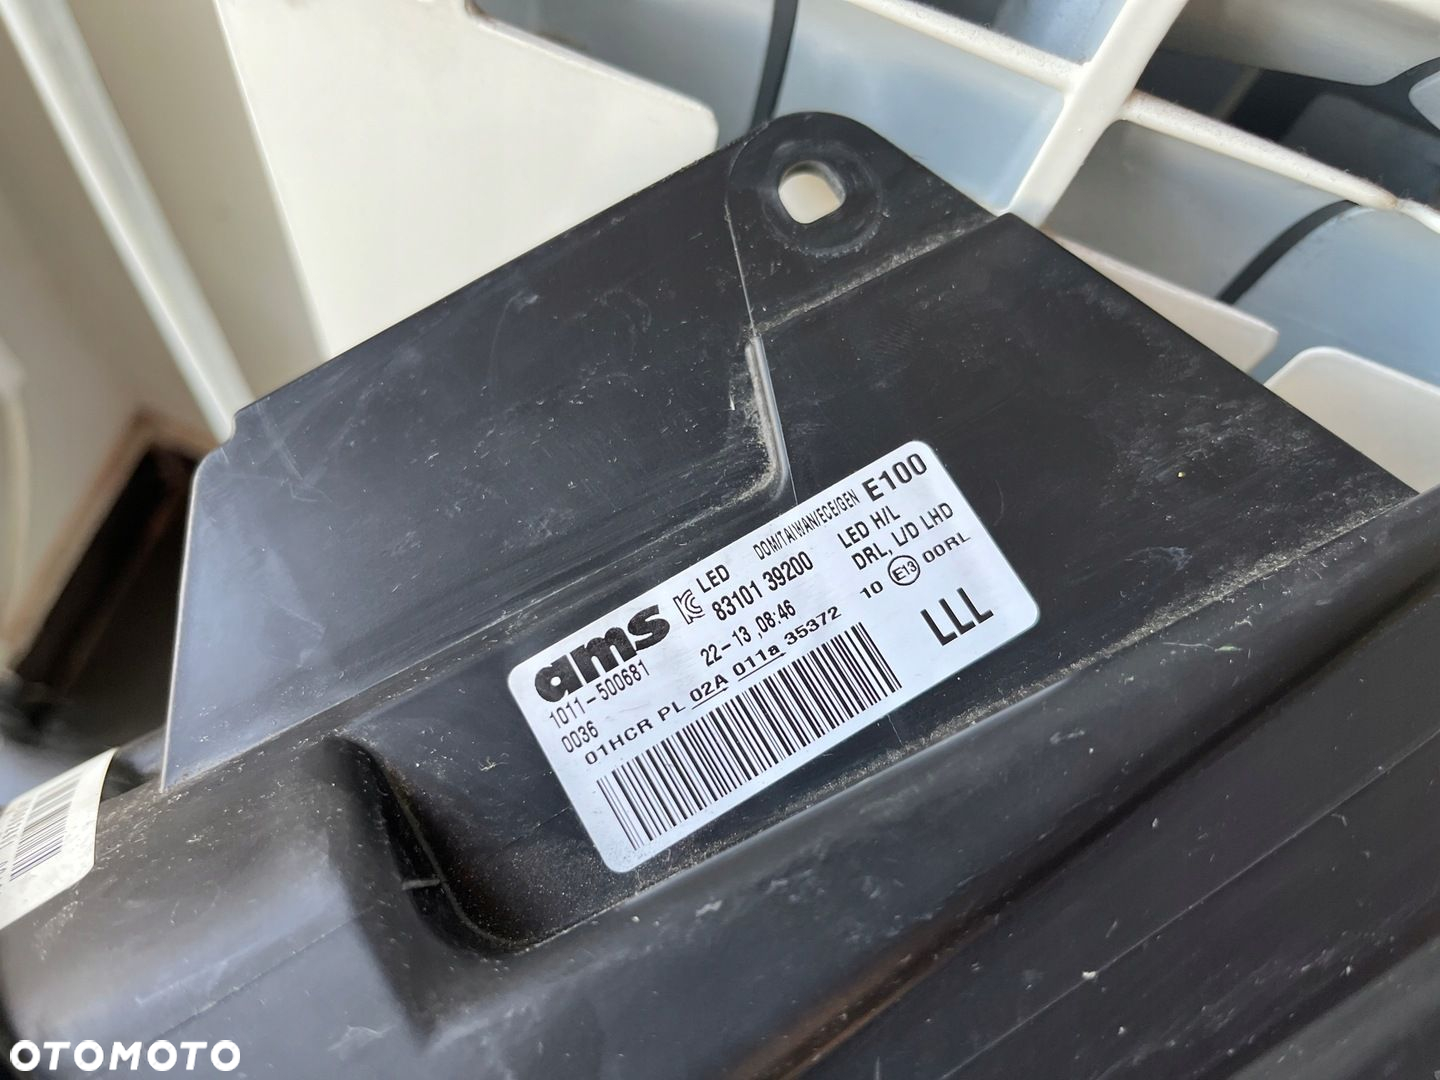 ams
LED
DOM/TAIWAN/ECE/GEN
E100
83101 39200
LED H/L
DRL, L/D LHD
1011-500681
22-13 ,08:46
10 E13 00RL
0036
01HCR PL 02A 011a 35372
LLL
OTOMOTO